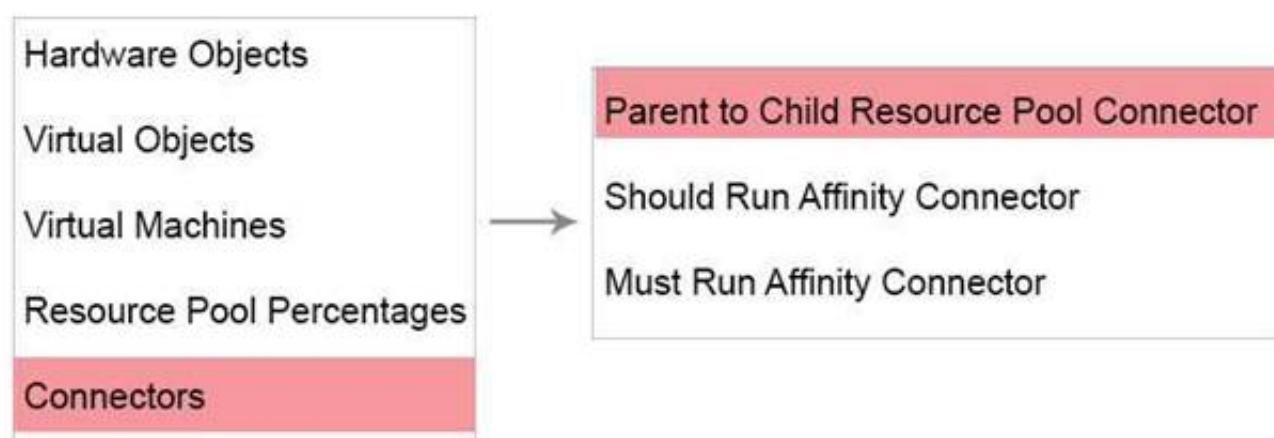 Hardware Objects
Virtual Objects
Virtual Machines
Resource Pool Percentages
Connectors
Parent to Child Resource Pool Connector
Should Run Affinity Connector
Must Run Affinity Connector